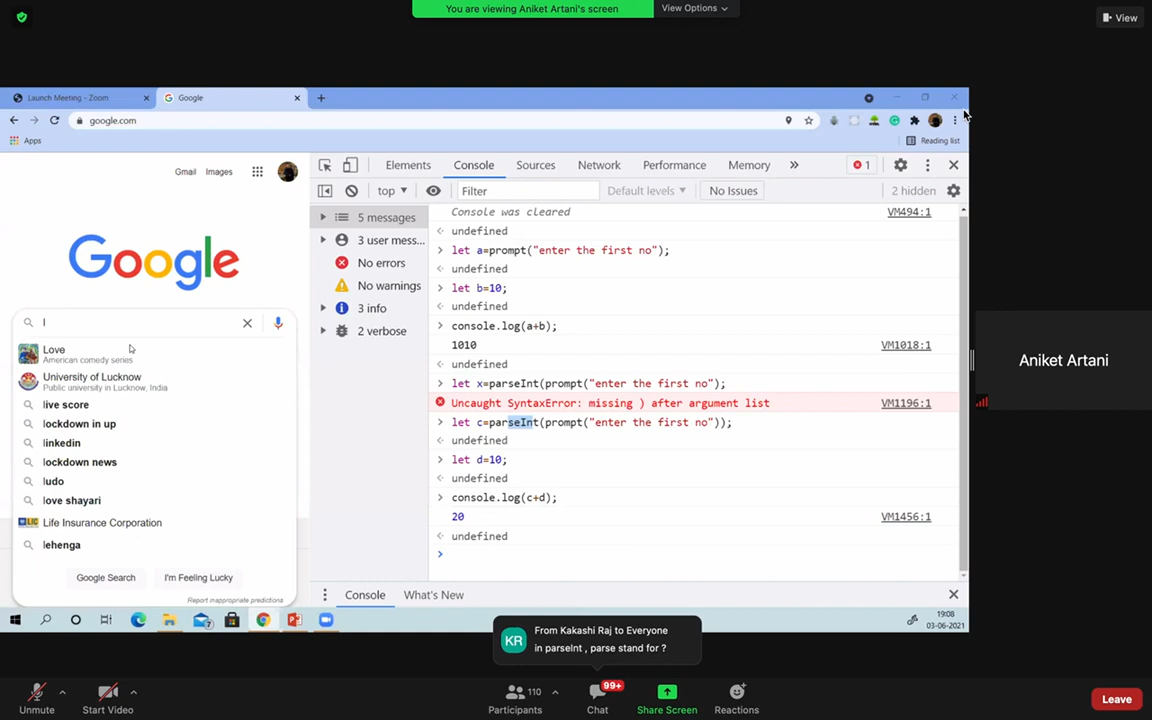 You are viewing Aniket Artani's screen
View Options
View
Launch Meeting - Zoom
Google
google.com
Apps
Reading list
Gmail Images
Google
l
Love
American comedy series
University of Lucknow
Public university in Lucknow, India
live score
lockdown in up
linkedin
lockdown news
ludo
love shayari
LIC Life Insurance Corporation
lehenga
Google Search I'm Feeling Lucky
Report inappropriate predictions
Elements Console Sources Network Performance Memory » 1
top ▼ Filter Default levels ▼ No Issues 2 hidden
5 messages
3 user mess...
No errors
No warnings
3 info
2 verbose
Console was cleared VM494:1
undefined
> let a=prompt("enter the first no");
undefined
> let b=10;
undefined
> console.log(a+b);
1010 VM1018:1
undefined
> let x=parseInt(prompt("enter the first no");
Uncaught SyntaxError: missing ) after argument list VM1196:1
> let c=parseInt(prompt("enter the first no"));
undefined
> let d=10;
undefined
> console.log(c+d);
20 VM1456:1
undefined
>
Console What's New
19:08
03-06-2021
Aniket Artani
KR
From Kakashi Raj to Everyone
in parseInt , parse stand for ?
Unmute
Start Video
110
Participants
99+
Chat
Share Screen
Reactions
Leave